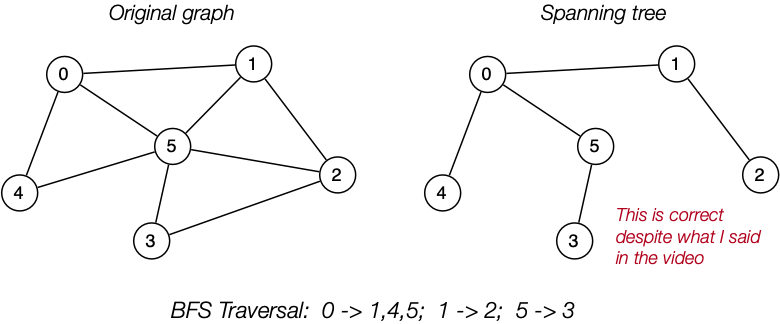 Original graph
Spanning tree
0
1
5
4
2
3
0
1
5
4
2
3
This is correct
despite what I said
in the video
BFS Traversal: 0 -> 1,4,5; 1 -> 2; 5 -> 3